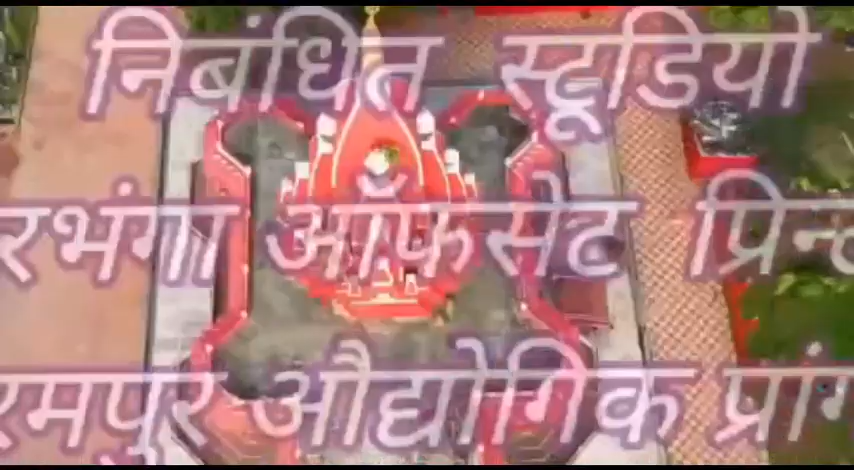 निबंधित स्टूडियो
रभंगा ऑफसेट प्रिन्ट
रमपुर औद्योगिक प्रांग